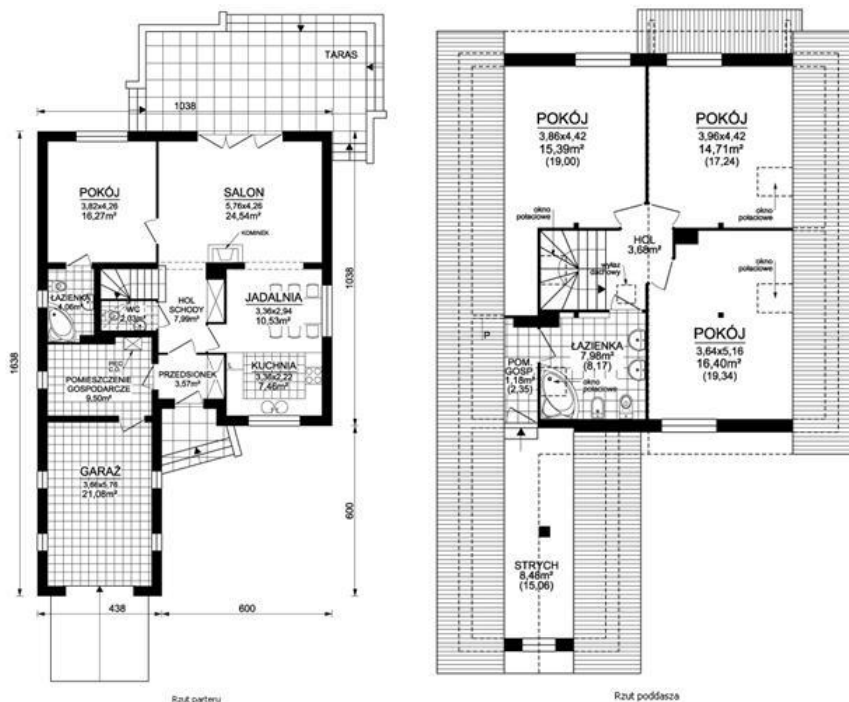 TARAS
1038
POKÓJ
3,82x4,26
16,27m²
SALON
5,76x4,26
24,54m²
KOMINEK
ŁAZIENKA
4,06m²
WC
2,03m²
HOL
SCHODY
7,99m²
JADALNIA
3,36x2,94
10,53m²
1038
1638
PIEC
C.O.
POMIESZCZENIE
GOSPODARCZE
9,50m²
PRZEDSIONEK
3,57m²
KUCHNIA
3,36x2,22
7,46m²
GARAŻ
3,66x5,76
21,08m²
600
438
600
Rzut parteru
POKÓJ
3,86x4,42
15,39m²
(19,00)
POKÓJ
3,96x4,42
14,71m²
(17,24)
okno
połaciowe
okno
połaciowe
HOL
3,68m²
wyłaz
dachowy
okno
połaciowe
P
POM.
GOSP.
1,18m²
(2,35)
ŁAZIENKA
7,98m²
(8,17)
okno
połaciowe
POKÓJ
3,64x5,16
16,40m²
(19,34)
STRYCH
8,48m²
(15,06)
Rzut poddasza